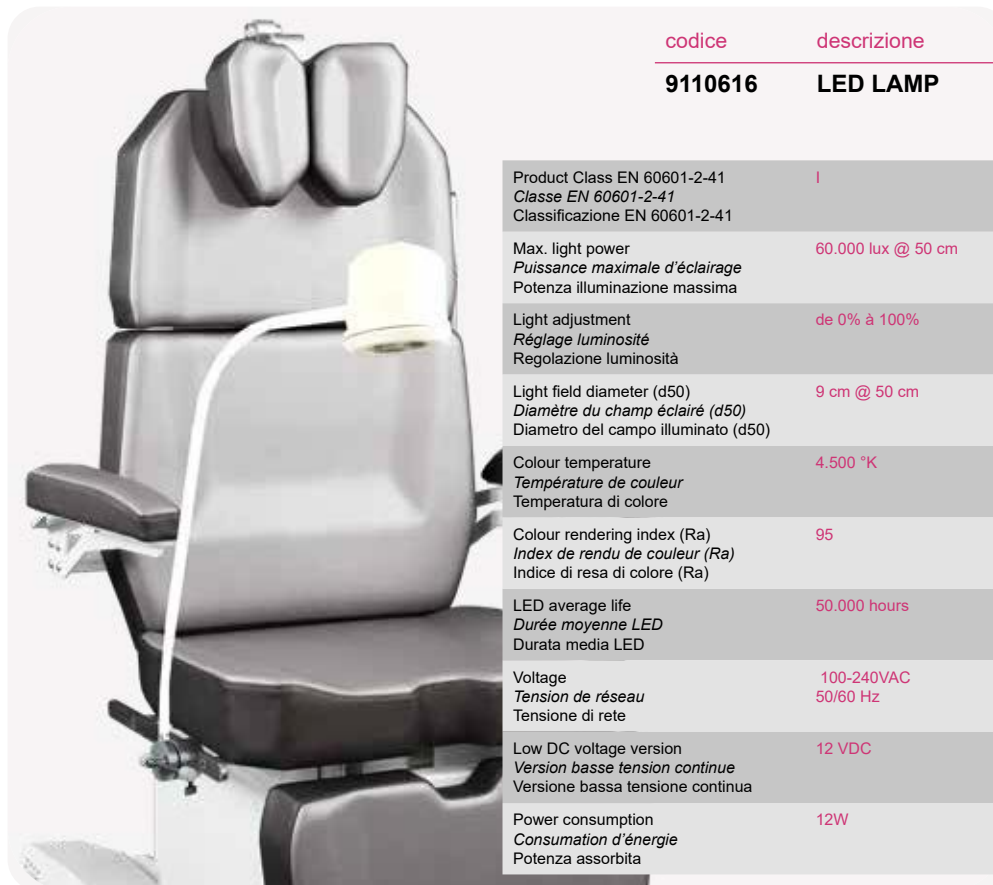 codice descrizione
9110616 LED LAMP
Product Class EN 60601-2-41 I
Classe EN 60601-2-41
Classificazione EN 60601-2-41
Max. light power 60.000 lux @ 50 cm
Puissance maximale d'éclairage
Potenza illuminazione massima
Light adjustment de 0% à 100%
Réglage luminosité
Regolazione luminosità
Light field diameter (d50) 9 cm @ 50 cm
Diamètre du champ éclairé (d50)
Diametro del campo illuminato (d50)
Colour temperature 4.500 °K
Température de couleur
Temperatura di colore
Colour rendering index (Ra) 95
Index de rendu de couleur (Ra)
Indice di resa di colore (Ra)
LED average life 50.000 hours
Durée moyenne LED
Durata media LED
Voltage 100-240VAC
Tension de réseau 50/60 Hz
Tensione di rete
Low DC voltage version 12 VDC
Version basse tension continue
Versione bassa tensione continua
Power consumption 12W
Consumation d'énergie
Potenza assorbita